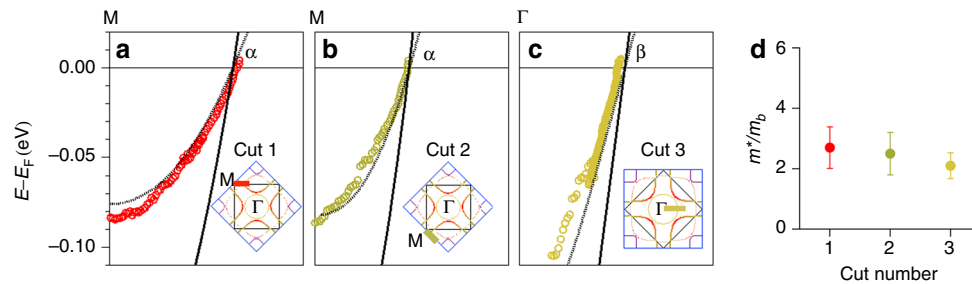 M
M
Γ
a
α
b
α
c
β
d
E–E_F (eV)
0.00
–0.05
–0.10
Cut 1
M
Γ
Cut 2
Γ
M
Cut 3
Γ
m*/m_b
6
4
2
0
1
2
3
Cut number